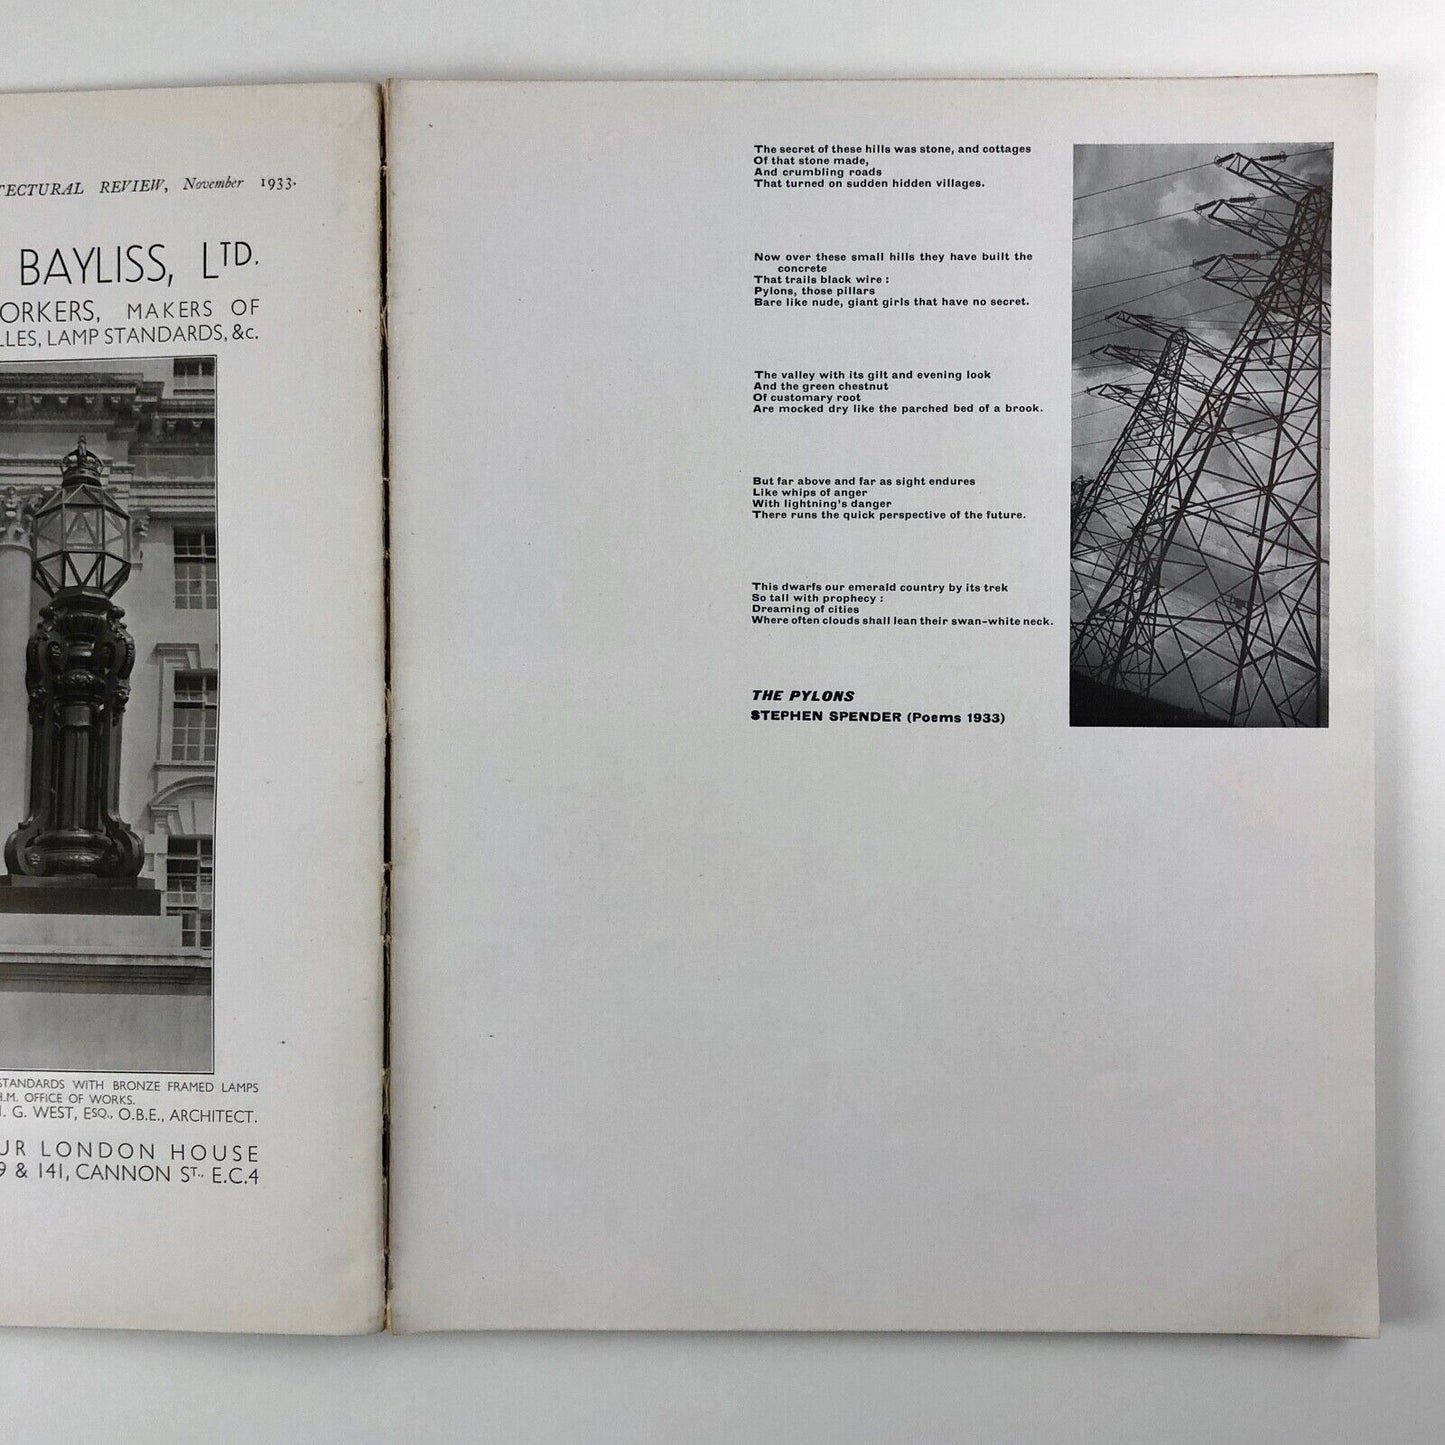 TECTURAL REVIEW, November 1933.
BAYLISS, LTD.
ORKERS, MAKERS OF
LLES, LAMP STANDARDS, &c.
STANDARDS WITH BRONZE FRAMED LAMPS
H.M. OFFICE OF WORKS.
G. WEST, ESQ., O.B.E., ARCHITECT.
UR LONDON HOUSE
9 & 141, CANNON ST., E.C.4
The secret of these hills was stone, and cottages
Of that stone made,
And crumbling roads
That turned on sudden hidden villages.
Now over these small hills they have built the
concrete
That trails black wire :
Pylons, those pillars
Bare like nude, giant girls that have no secret.
The valley with its gilt and evening look
And the green chestnut
Of customary root
Are mocked dry like the parched bed of a brook.
But far above and far as sight endures
Like whips of anger
With lightning's danger
There runs the quick perspective of the future.
This dwarfs our emerald country by its trek
So tall with prophecy :
Dreaming of cities
Where often clouds shall lean their swan-white neck.
THE PYLONS
STEPHEN SPENDER (Poems 1933)